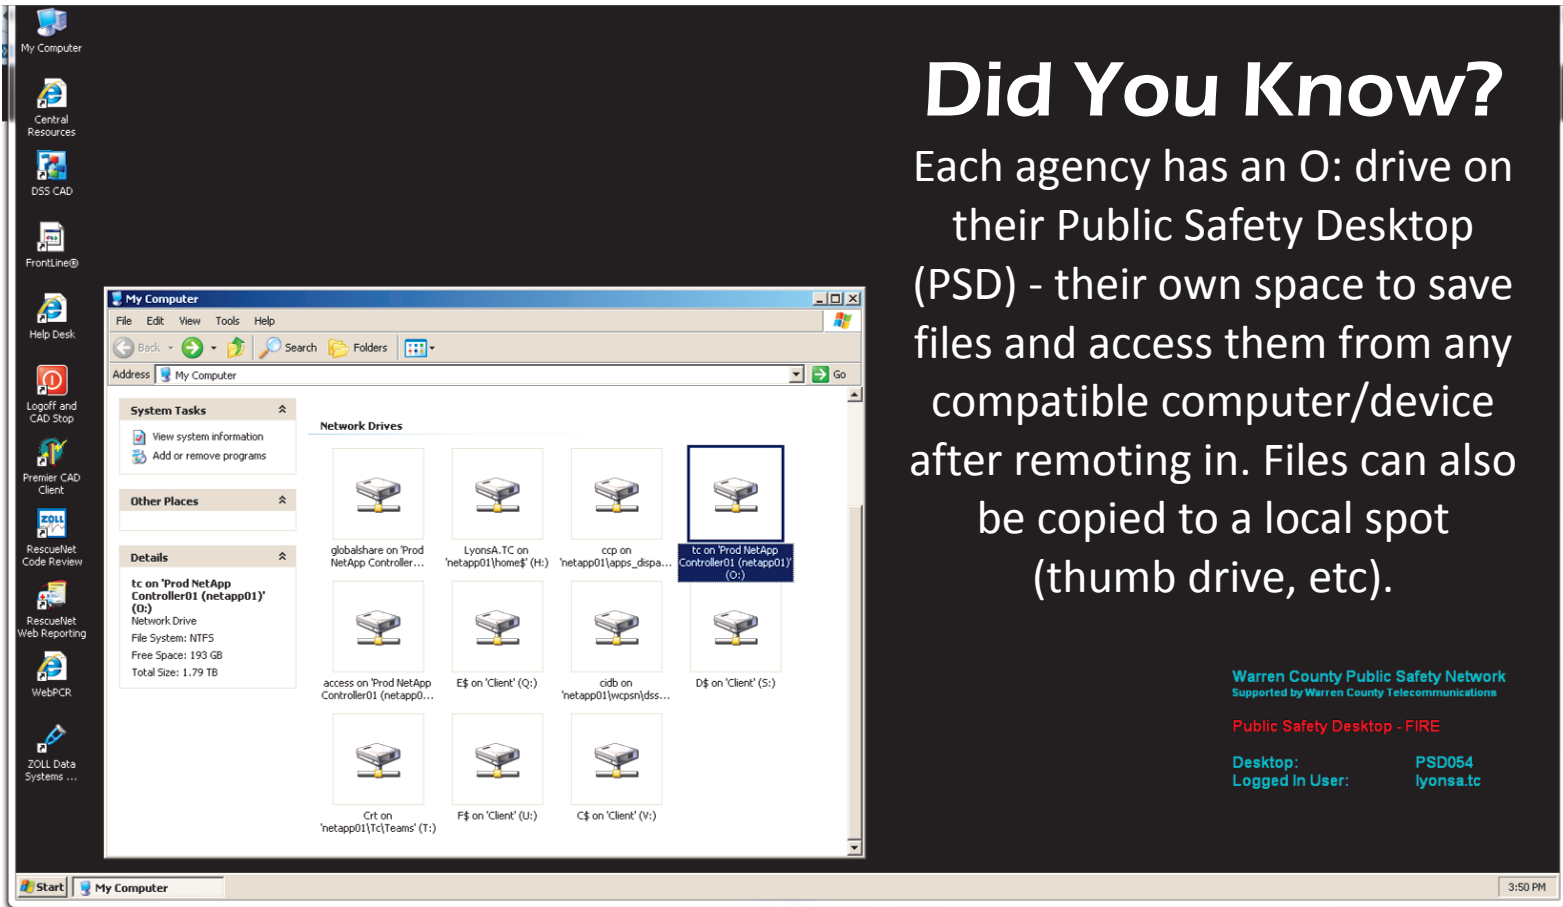 My Computer
Central
Resources
DSS CAD
FrontLine®
Help Desk
Logoff and
CAD Stop
Premier CAD
Client
ZOLL
RescueNet
Code Review
RescueNet
Web Reporting
WebPCR
ZOLL Data
Systems ...
Did You Know?
Each agency has an O: drive on
their Public Safety Desktop
(PSD) - their own space to save
files and access them from any
compatible computer/device
after remoting in. Files can also
be copied to a local spot
(thumb drive, etc).
My Computer
File Edit View Tools Help
Back Search Folders
Address My Computer Go
System Tasks
View system information
Add or remove programs
Other Places
Details
tc on 'Prod NetApp
Controller01 (netapp01)'
(O:)
Network Drive
File System: NTFS
Free Space: 193 GB
Total Size: 1.79 TB
Network Drives
globalshare on 'Prod
NetApp Controller...
LyonsA.TC on
'netapp01\home$' (H:)
ccp on
'netapp01\apps_dispa...
tc on 'Prod NetApp
Controller01 (netapp01)'
(O:)
access on 'Prod NetApp
Controller01 (netapp0...
E$ on 'Client' (Q:)
cidb on
'netapp01\wcpsn\dss...
D$ on 'Client' (S:)
Crt on
'netapp01\Tc\Teams' (T:)
F$ on 'Client' (U:)
C$ on 'Client' (V:)
Warren County Public Safety Network
Supported by Warren County Telecommunications
Public Safety Desktop - FIRE
Desktop: PSD054
Logged In User: lyonsa.tc
Start My Computer 3:50 PM